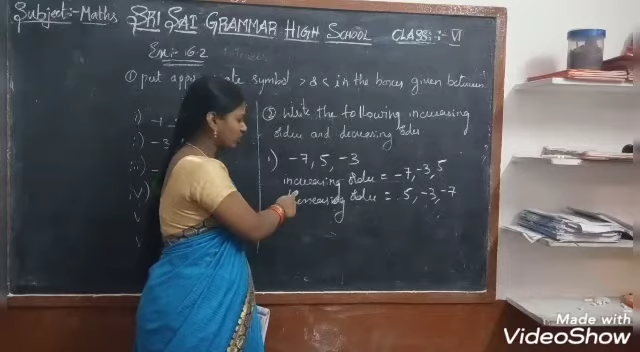 Subject:- Maths SRI SAI GRAMMAR HIGH SCHOOL CLASS: VI
Exe:- 16.2
① put appropriate symbol > & < in the boxes given between
i) -1
ii) -3
iii)
iv)
v
v
② Write the following increasing
order and decreasing order
1) -7, 5, -3
increasing order = -7, -3, 5
Decreasing order = 5, -3, -7
Made with
VideoShow